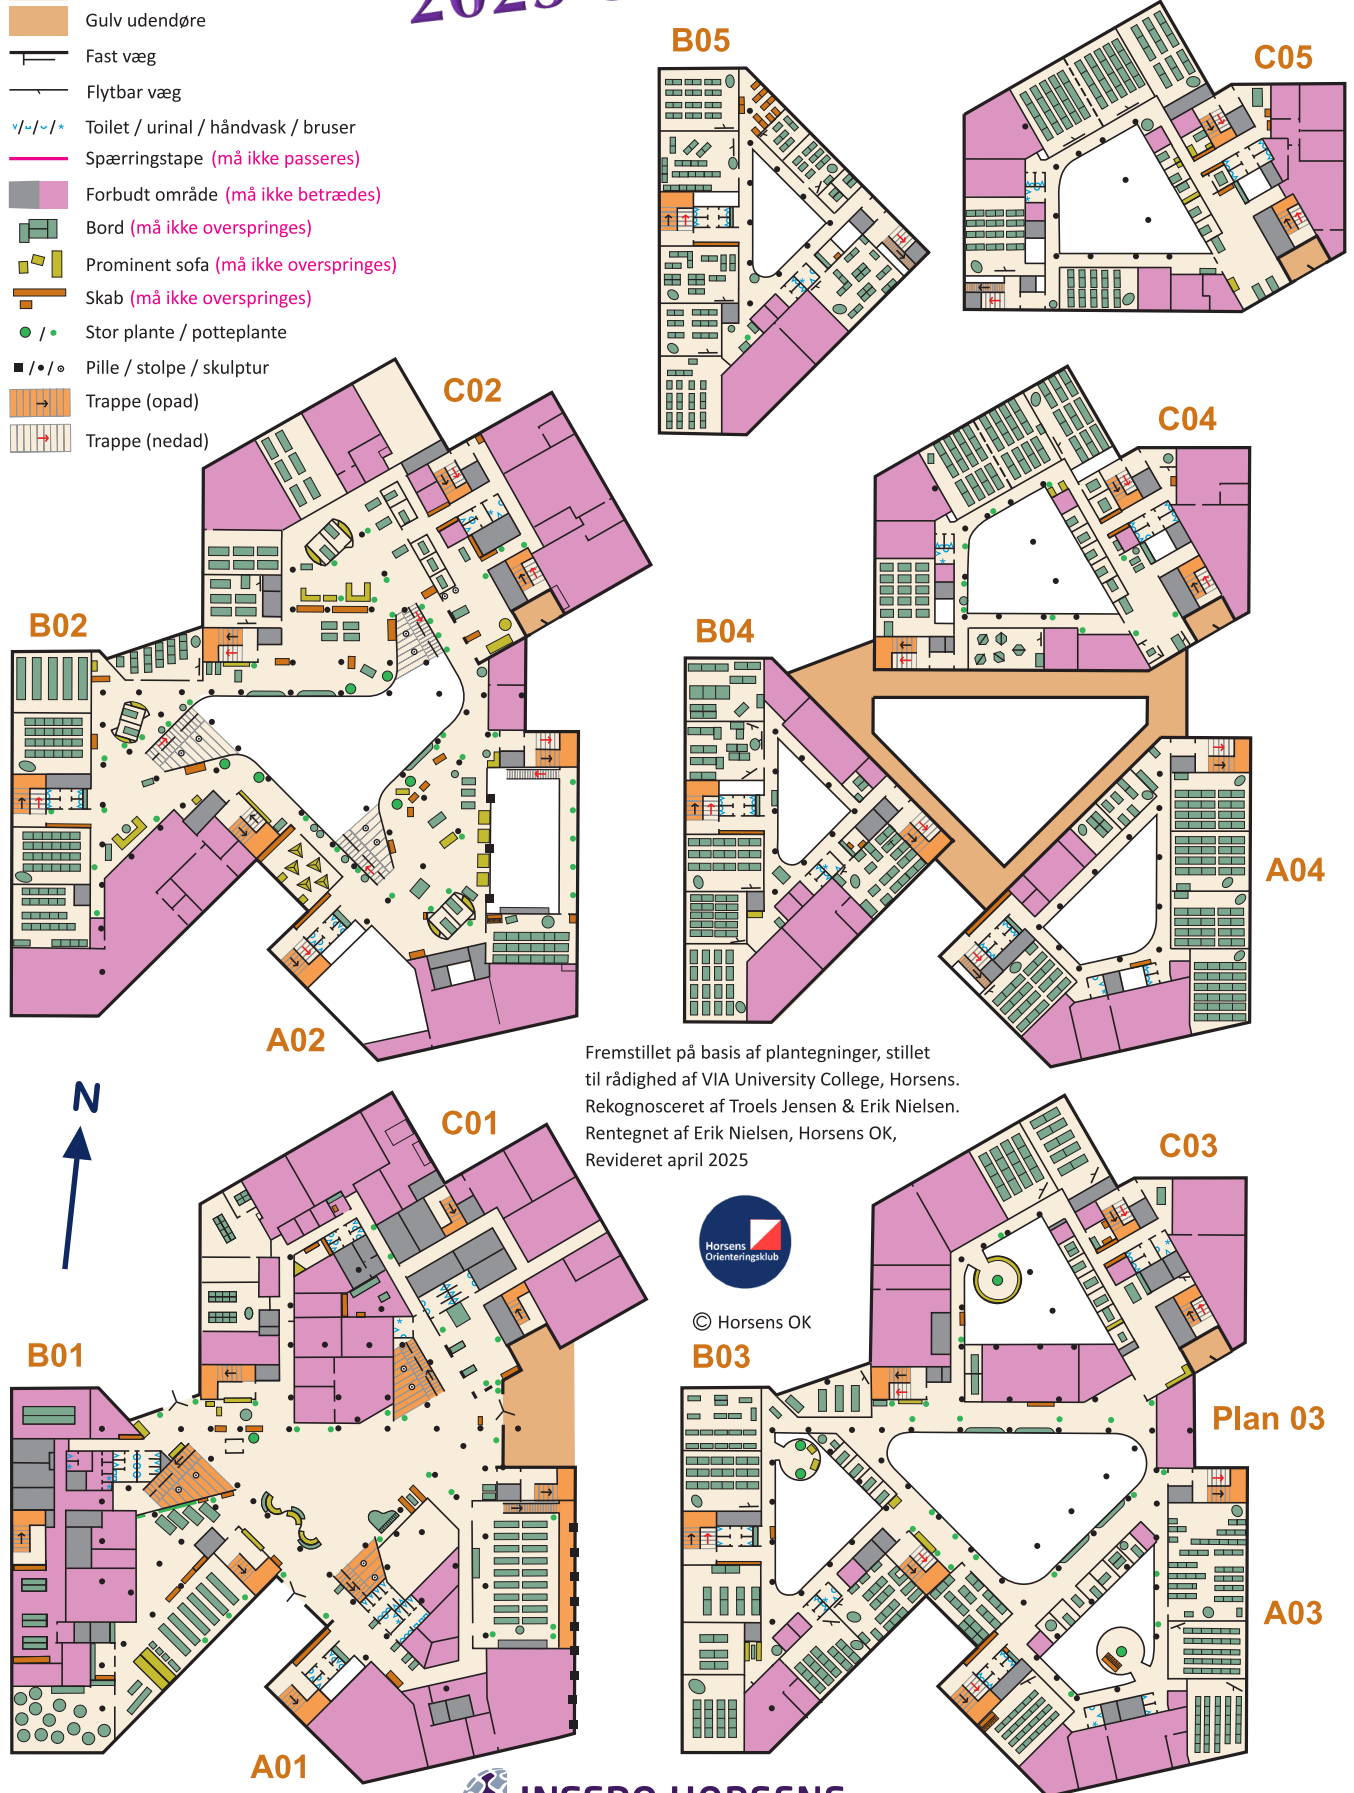 2025
Gulv udendøre
Fast væg
Flytbar væg
Toilet / urinal / håndvask / bruser
Spærringstape (må ikke passeres)
Forbudt område (må ikke betrædes)
Bord (må ikke overspringes)
Prominent sofa (må ikke overspringes)
Skab (må ikke overspringes)
Stor plante / potteplante
Pille / stolpe / skulptur
Trappe (opad)
Trappe (nedad)
B05
C05
C02
C04
B02
B04
A04
A02
Fremstillet på basis af plantegninger, stillet
til rådighed af VIA University College, Horsens.
Rekognosceret af Troels Jensen & Erik Nielsen.
Rentegnet af Erik Nielsen, Horsens OK,
Revideret april 2025
N
C01
C03
Horsens
Orienteringsklub
© Horsens OK
B01
B03
Plan 03
A03
A01
INSERO HORSENS